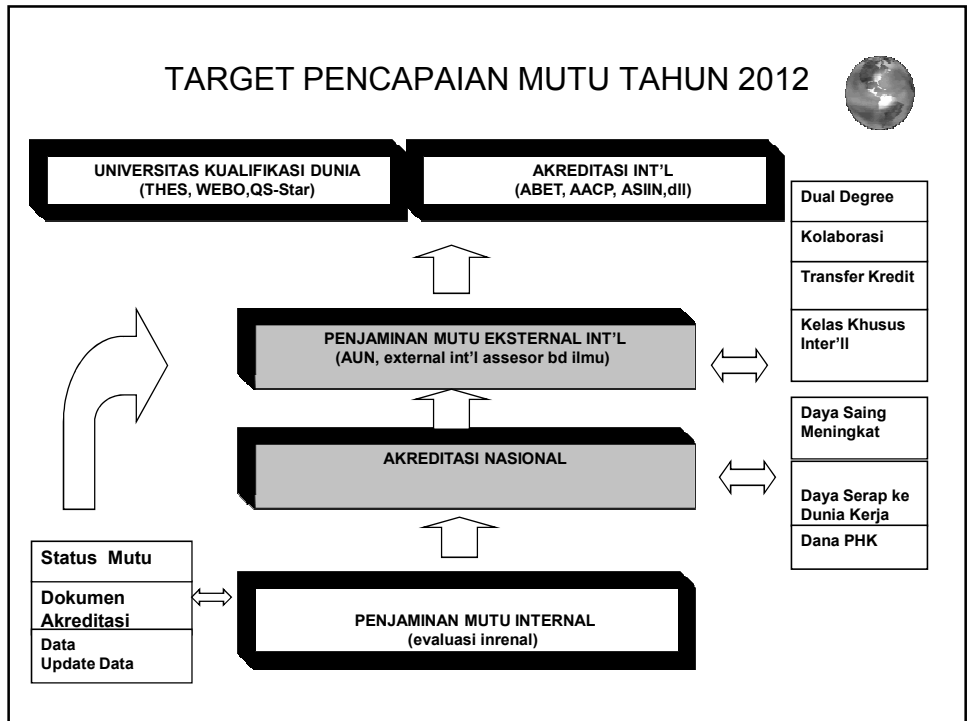 TARGET PENCAPAIAN MUTU TAHUN 2012
UNIVERSITAS KUALIFIKASI DUNIA
(THES, WEBO,QS-Star)
AKREDITASI INT'L
(ABET, AACP, ASIIN,dll)
Dual Degree
Kolaborasi
Transfer Kredit
Kelas Khusus
Inter'll
PENJAMINAN MUTU EKSTERNAL INT'L
(AUN, external int'l assesor bd ilmu)
AKREDITASI NASIONAL
Daya Saing
Meningkat
Daya Serap ke
Dunia Kerja
Dana PHK
Status Mutu
Dokumen
Akreditasi
Data
Update Data
PENJAMINAN MUTU INTERNAL
(evaluasi inrenal)